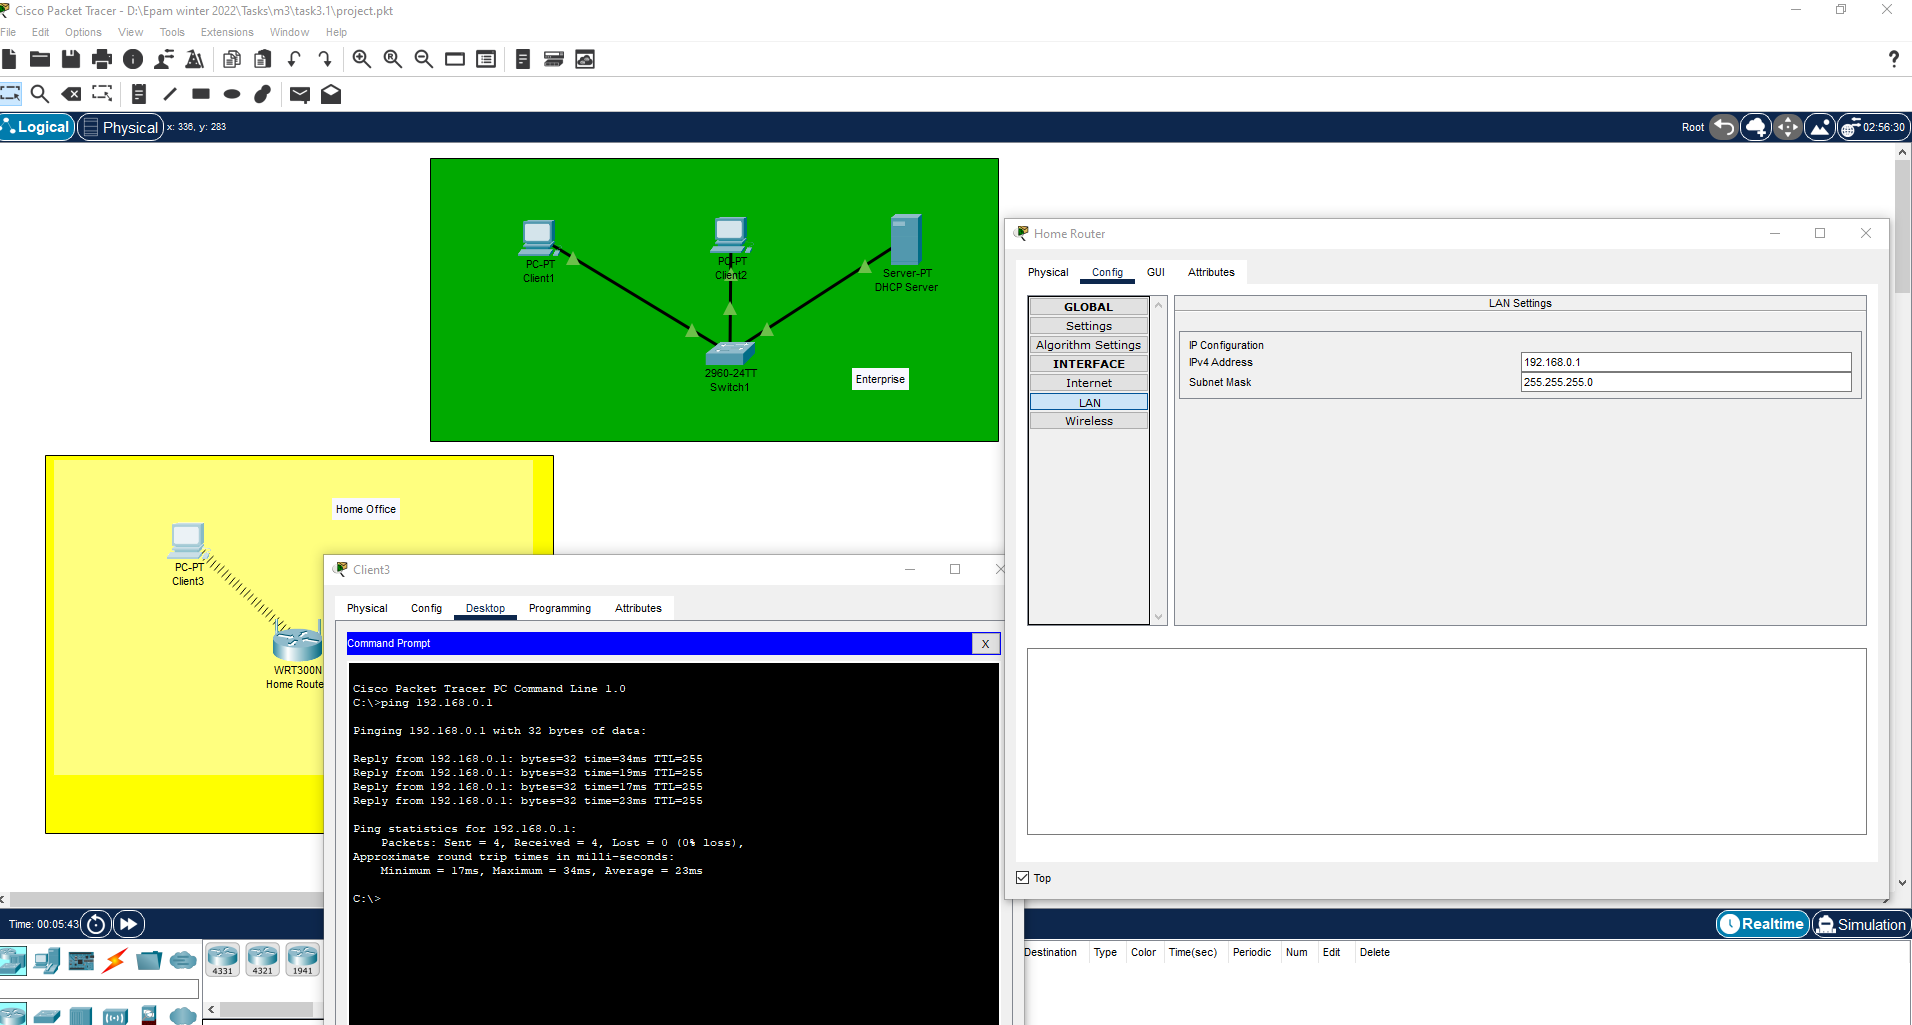 Cisco Packet Tracer - D:\Epam winter 2022\Tasks\m3\task3.1\project.pkt
File Edit Options View Tools Extensions Window Help
Logical Physical x: 336, y: 283 Root 02:56:30
PC-PT
Client1
PC-PT
Client2
Server-PT
DHCP Server
2960-24TT
Switch1
Enterprise
Home Office
PC-PT
Client3
WRT300N
Home Route
Home Router
Physical Config GUI Attributes
GLOBAL
Settings
Algorithm Settings
INTERFACE
Internet
LAN
Wireless
LAN Settings
IP Configuration
IPv4 Address 192.168.0.1
Subnet Mask 255.255.255.0
Top
Client3
Physical Config Desktop Programming Attributes
Command Prompt X
Cisco Packet Tracer PC Command Line 1.0
C:\>ping 192.168.0.1
Pinging 192.168.0.1 with 32 bytes of data:
Reply from 192.168.0.1: bytes=32 time=34ms TTL=255
Reply from 192.168.0.1: bytes=32 time=19ms TTL=255
Reply from 192.168.0.1: bytes=32 time=17ms TTL=255
Reply from 192.168.0.1: bytes=32 time=23ms TTL=255
Ping statistics for 192.168.0.1:
Packets: Sent = 4, Received = 4, Lost = 0 (0% loss),
Approximate round trip times in milli-seconds:
Minimum = 17ms, Maximum = 34ms, Average = 23ms
C:\>
Time: 00:05:43
Realtime Simulation
4331 4321 1941
Destination Type Color Time(sec) Periodic Num Edit Delete